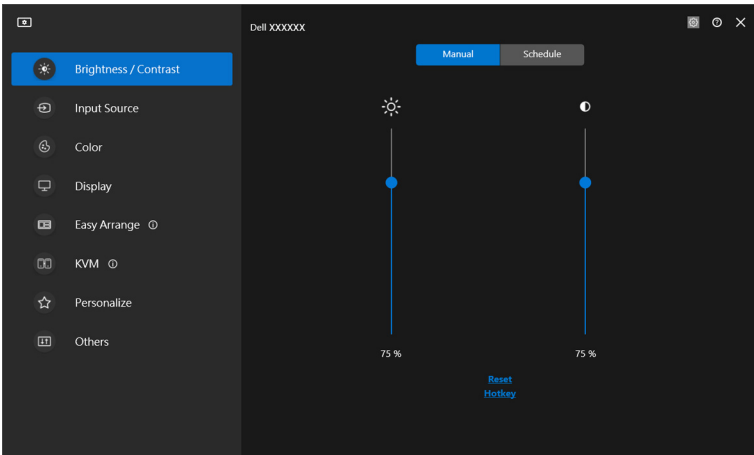 Dell XXXXXX
Manual
Schedule
Brightness / Contrast
Input Source
Color
Display
Easy Arrange
KVM
Personalize
Others
75 %
75 %
Reset
Hotkey